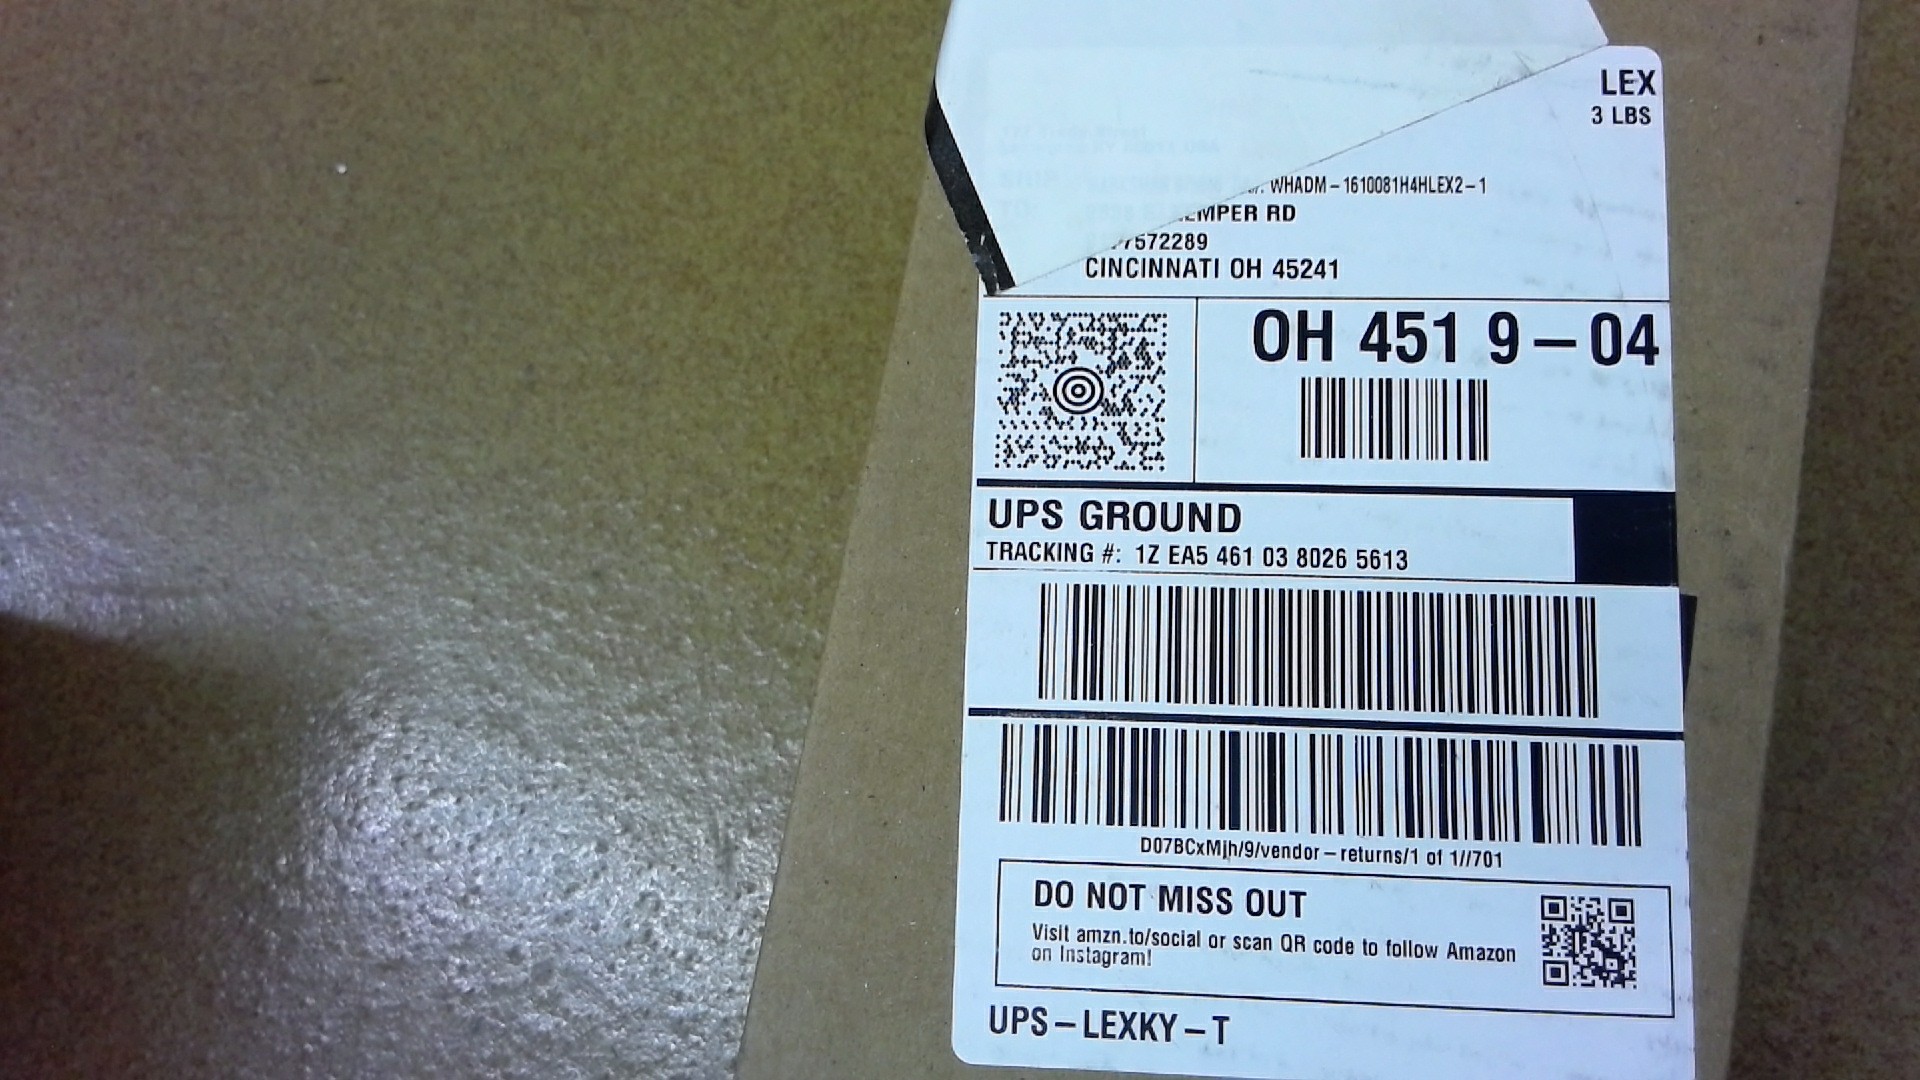 LEX
3 LBS
WHADM-1610081H4HLEX2-1
RD
CINCINNATI OH 45241
OH 451 9-04
UPS GROUND
TRACKING #: 1Z EA5 461 03 8026 5613
D07BCxMjh/9/vendor-returns/1 of 1//701
DO NOT MISS OUT
Visit amzn.to/social or scan QR code to follow Amazon
on Instagram!
UPS-LEXKY-T